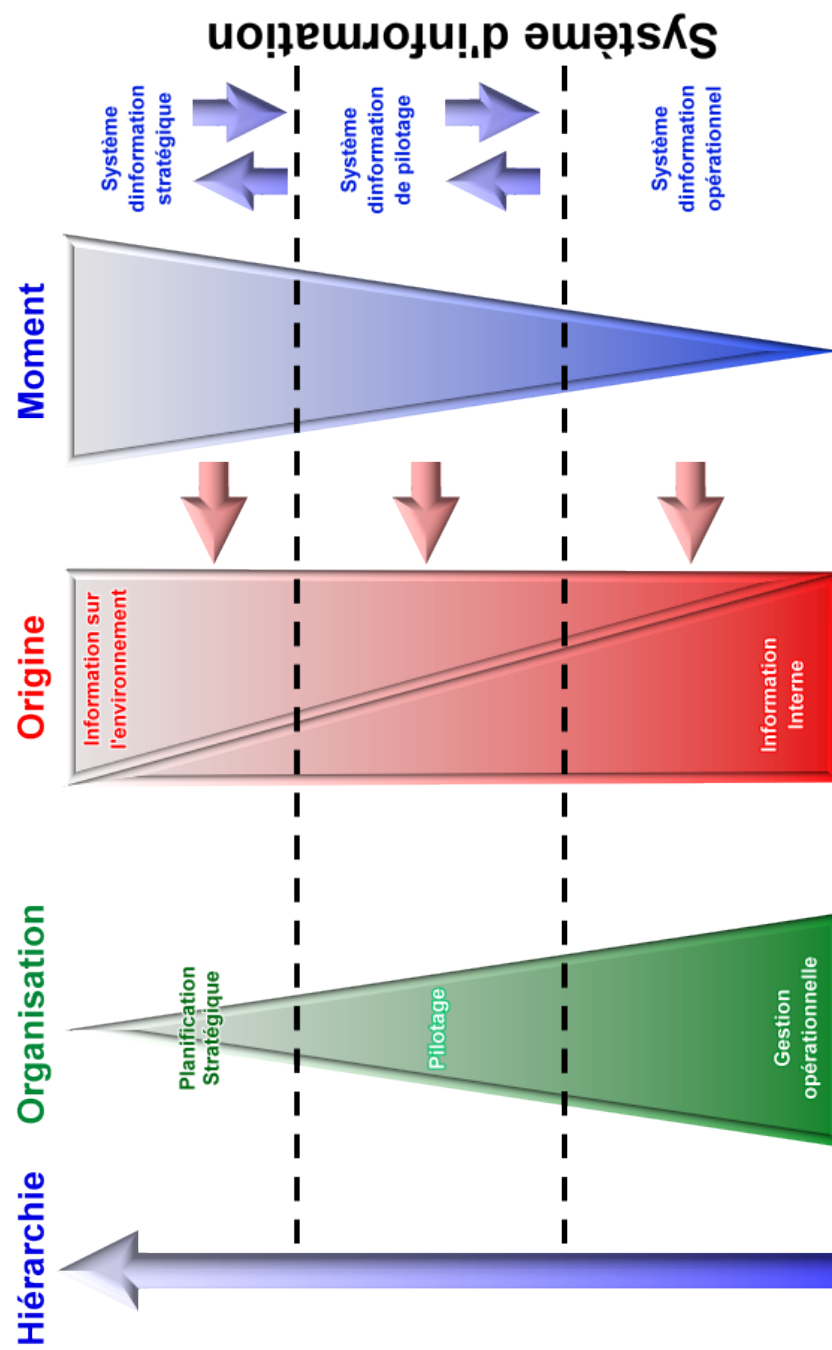 Hiérarchie
Organisation
Origine
Moment
Système d'information
Planification
Stratégique
Pilotage
Gestion
opérationnelle
Information sur
l'environnement
Information
Interne
Système
dinformation
stratégique
Système
dinformation
de pilotage
Système
dinformation
opérationnel